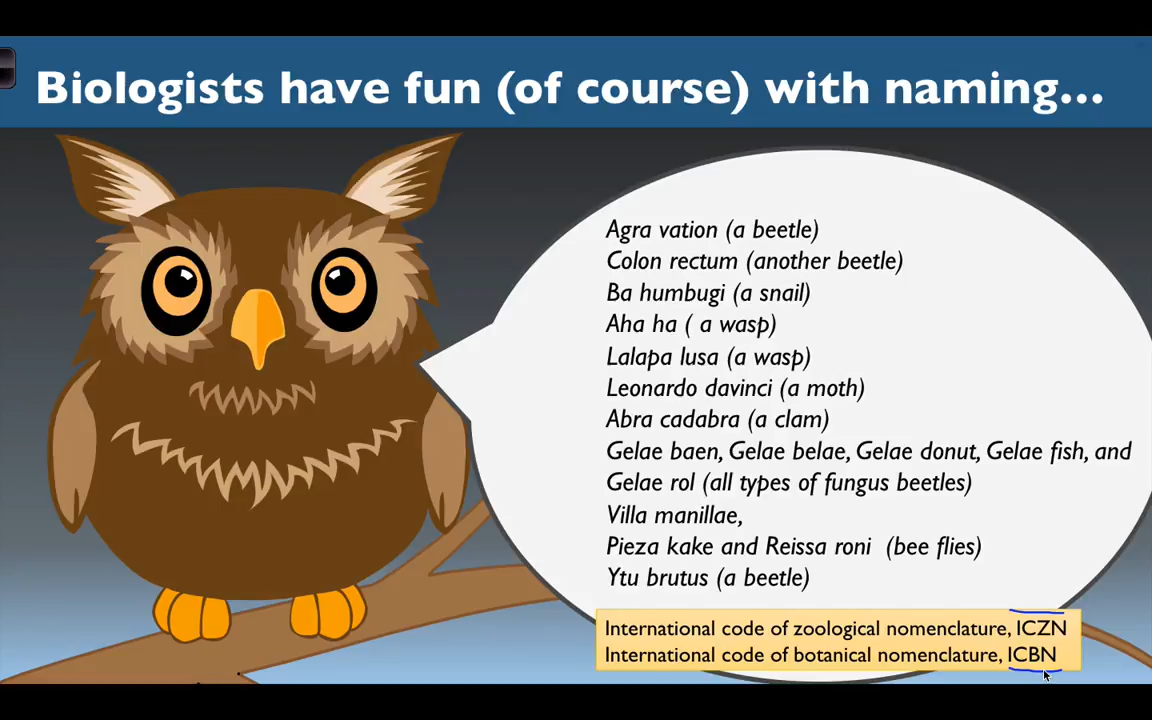 Biologists have fun (of course) with naming...
Agra vation (a beetle)
Colon rectum (another beetle)
Ba humbugi (a snail)
Aha ha ( a wasp)
Lalapa lusa (a wasp)
Leonardo davinci (a moth)
Abra cadabra (a clam)
Gelae baen, Gelae belae, Gelae donut, Gelae fish, and
Gelae rol (all types of fungus beetles)
Villa manillae,
Pieza kake and Reissa roni (bee flies)
Ytu brutus (a beetle)
International code of zoological nomenclature, ICZN
International code of botanical nomenclature, ICBN